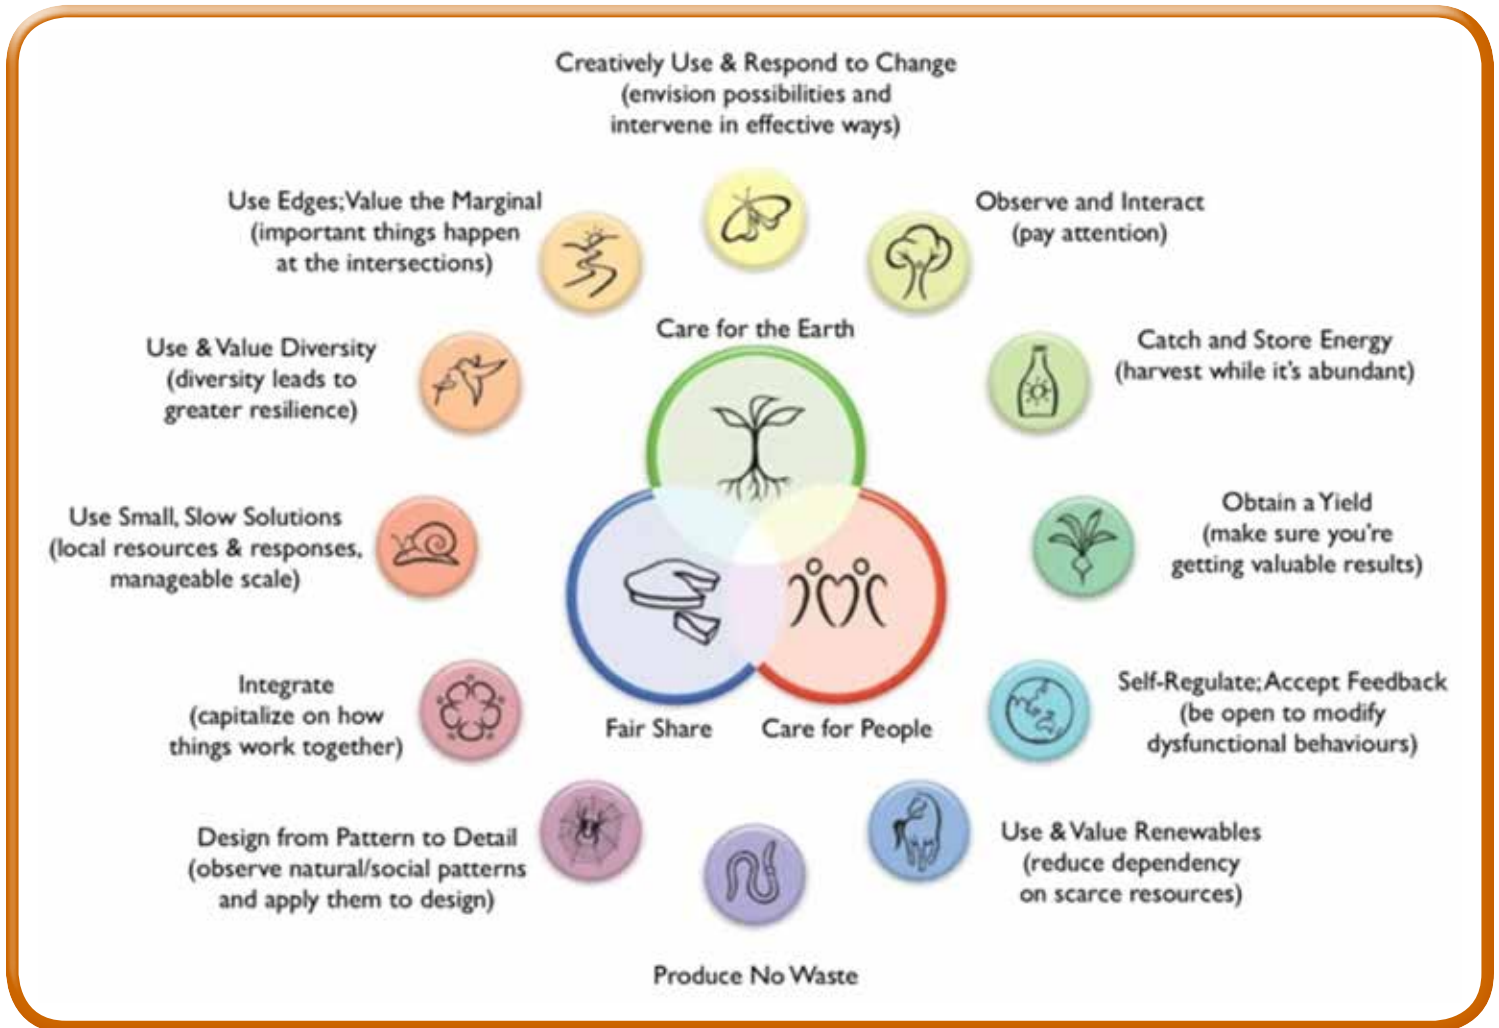 Creatively Use & Respond to Change
(envision possibilities and
intervene in effective ways)
Observe and Interact
(pay attention)
Catch and Store Energy
(harvest while it's abundant)
Obtain a Yield
(make sure you're
getting valuable results)
Self-Regulate; Accept Feedback
(be open to modify
dysfunctional behaviours)
Use & Value Renewables
(reduce dependency
on scarce resources)
Produce No Waste
Design from Pattern to Detail
(observe natural/social patterns
and apply them to design)
Integrate
(capitalize on how
things work together)
Use Small, Slow Solutions
(local resources & responses,
manageable scale)
Use & Value Diversity
(diversity leads to
greater resilience)
Use Edges; Value the Marginal
(important things happen
at the intersections)
Care for the Earth
Fair Share
Care for People